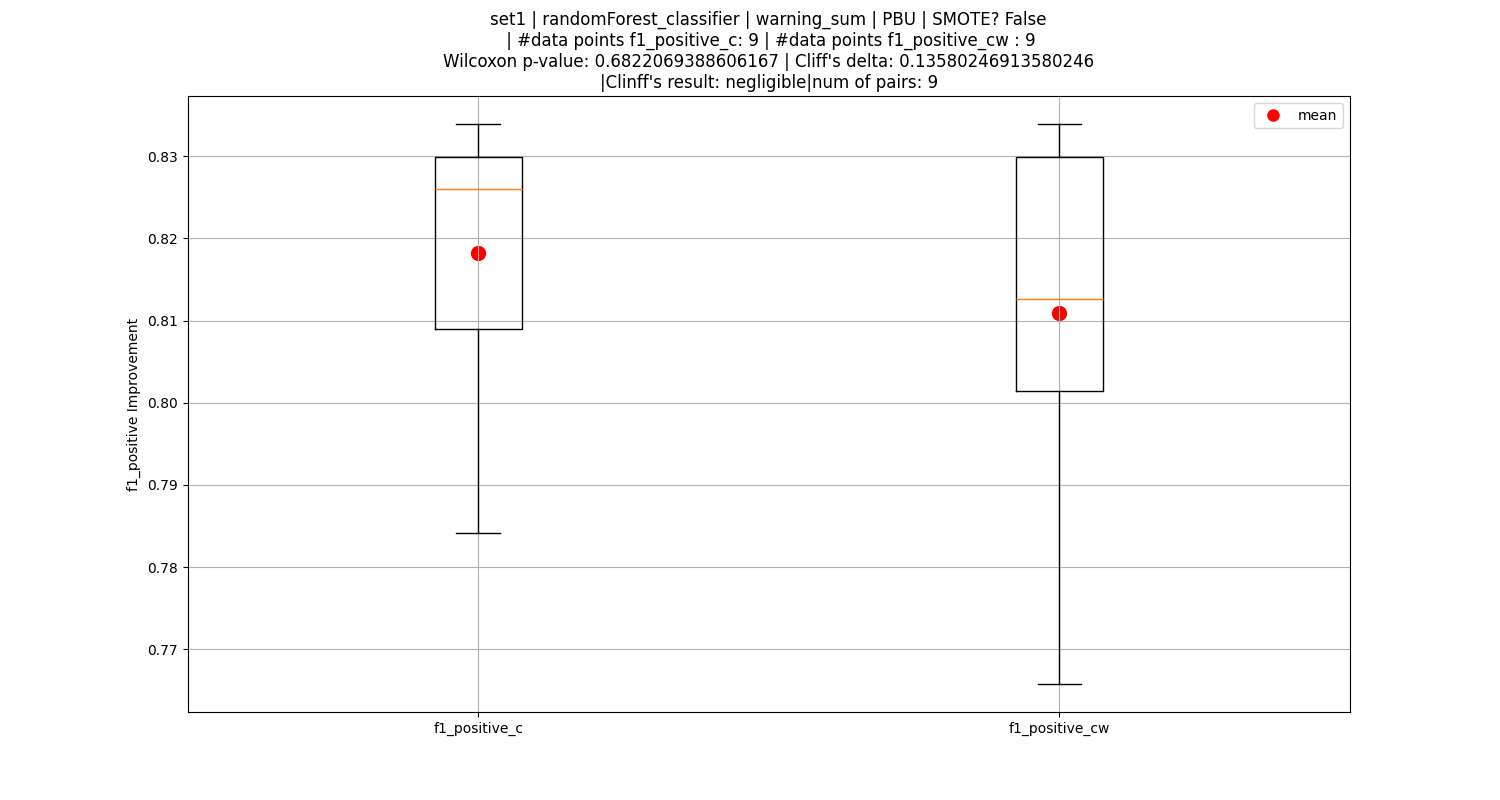 set1 | randomForest_classifier | warning_sum | PBU | SMOTE? False
| #data points f1_positive_c: 9 | #data points f1_positive_cw : 9
Wilcoxon p-value: 0.6822069388606167 | Cliff's delta: 0.13580246913580246
|Clinff's result: negligible|num of pairs: 9
mean
f1_positive Improvement
0.83
0.82
0.81
0.80
0.79
0.78
0.77
f1_positive_c
f1_positive_cw